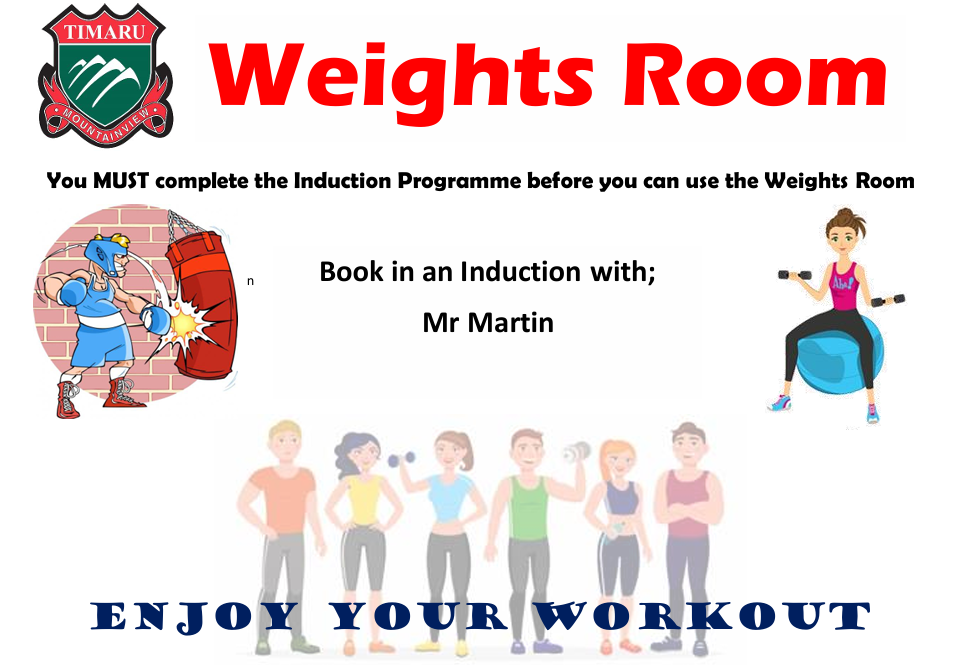 TIMARU
MOUNTAINVIEW
Weights Room
You MUST complete the Induction Programme before you can use the Weights Room
n
Book in an Induction with;
Mr Martin
ENJOY YOUR WORKOUT